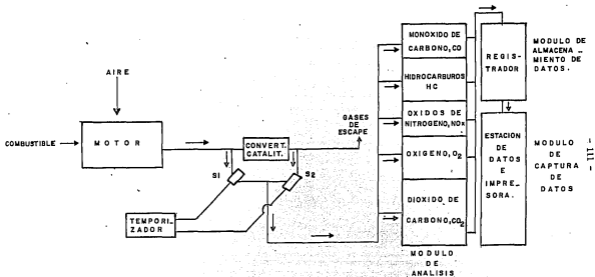 AIRE
COMBUSTIBLE
MOTOR
CONVERT.
CATALIT.
GASES
DE
ESCAPE
S1
S2
TEMPORI-
ZADOR
MONOXIDO DE
CARBONO, CO
HIDROCARBUROS
HC
OXIDOS DE
NITROGENO, NOx
OXIGENO, O2
DIOXIDO DE
CARBONO, CO2
MODULO
DE
ANALISIS
REGIS-
TRADOR
ESTACION
DE
DATOS
E
IMPRE_
SORA.
MODULO DE
ALMACENA _
MIENTO DE
DATOS.
MODULO
DE
CAPTURA
DE
DATOS
- 111 -